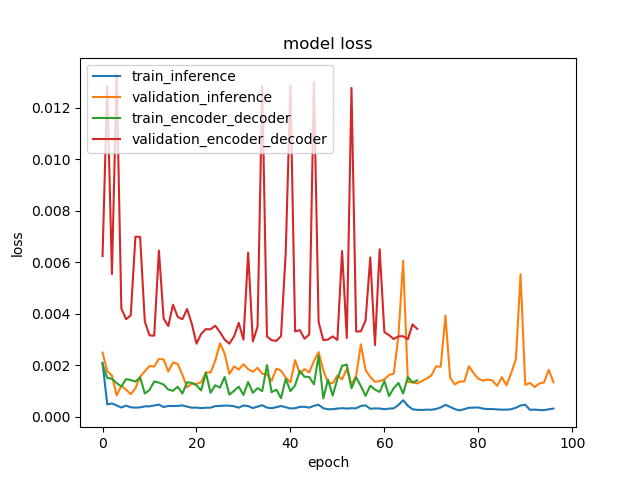 model loss
train_inference
validation_inference
train_encoder_decoder
validation_encoder_decoder
loss
0.012
0.010
0.008
0.006
0.004
0.002
0.000
0 20 40 60 80 100
epoch